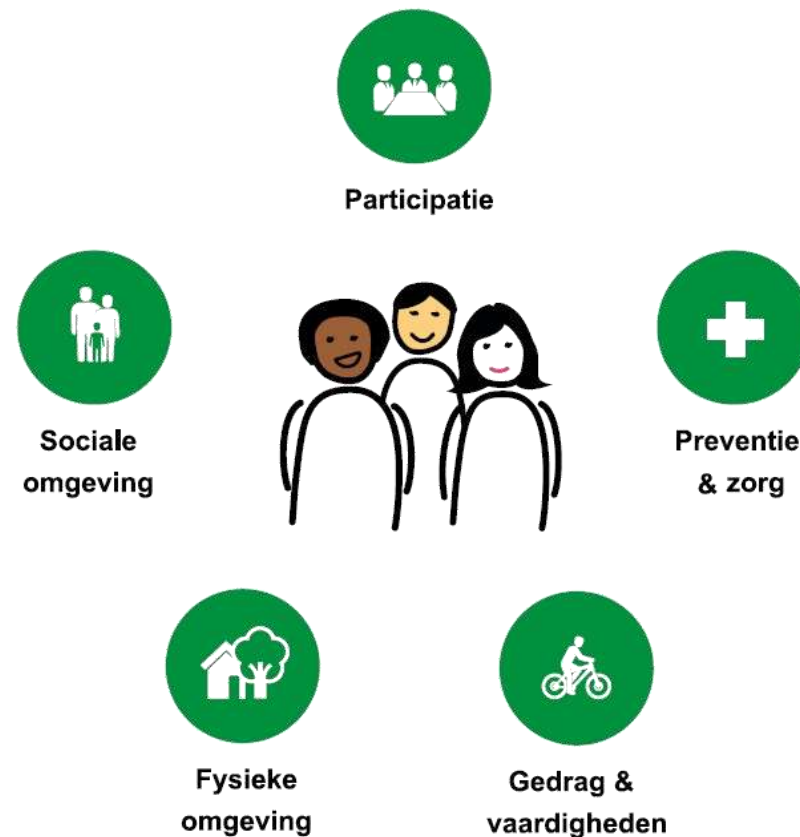 Participatie
Sociale
omgeving
Preventie
& zorg
Fysieke
omgeving
Gedrag &
vaardigheden